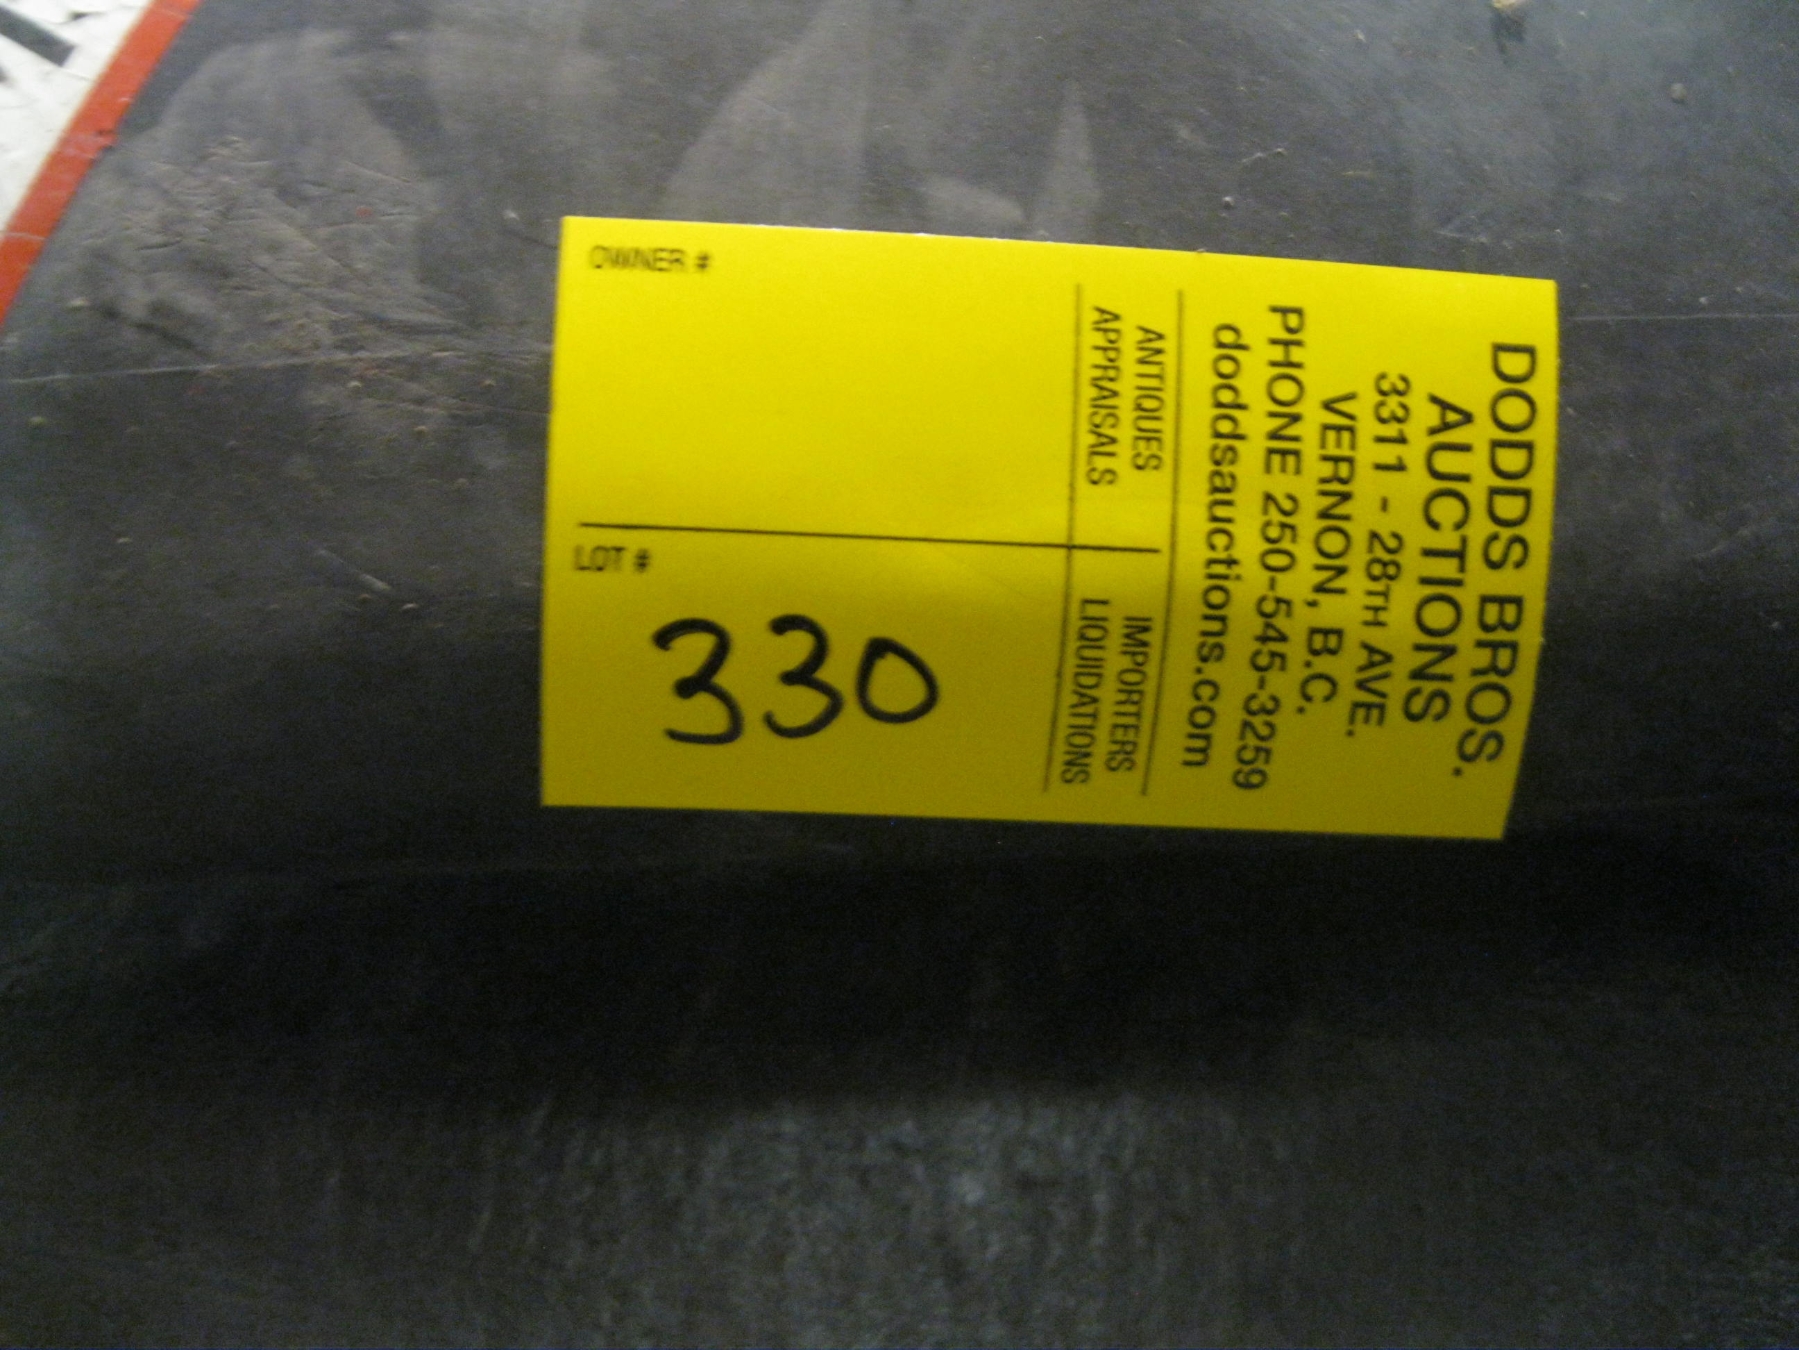 DODDS BROS.
AUCTIONS
3311 - 28TH AVE.
VERNON, B.C.
PHONE 250-545-3259
doddsauctions.com
ANTIQUES
APPRAISALS
IMPORTERS
LIQUIDATIONS
OWNER #
LOT #
330